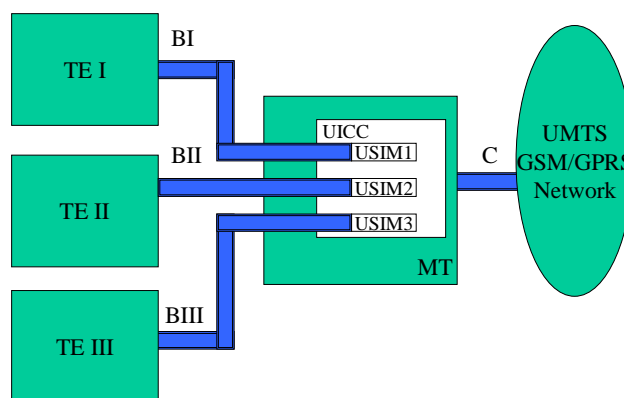 BI
TE I
UICC
USIM1
BII
USIM2
TE II
USIM3
MT
BIII
TE III
C
UMTS
GSM/GPRS
Network